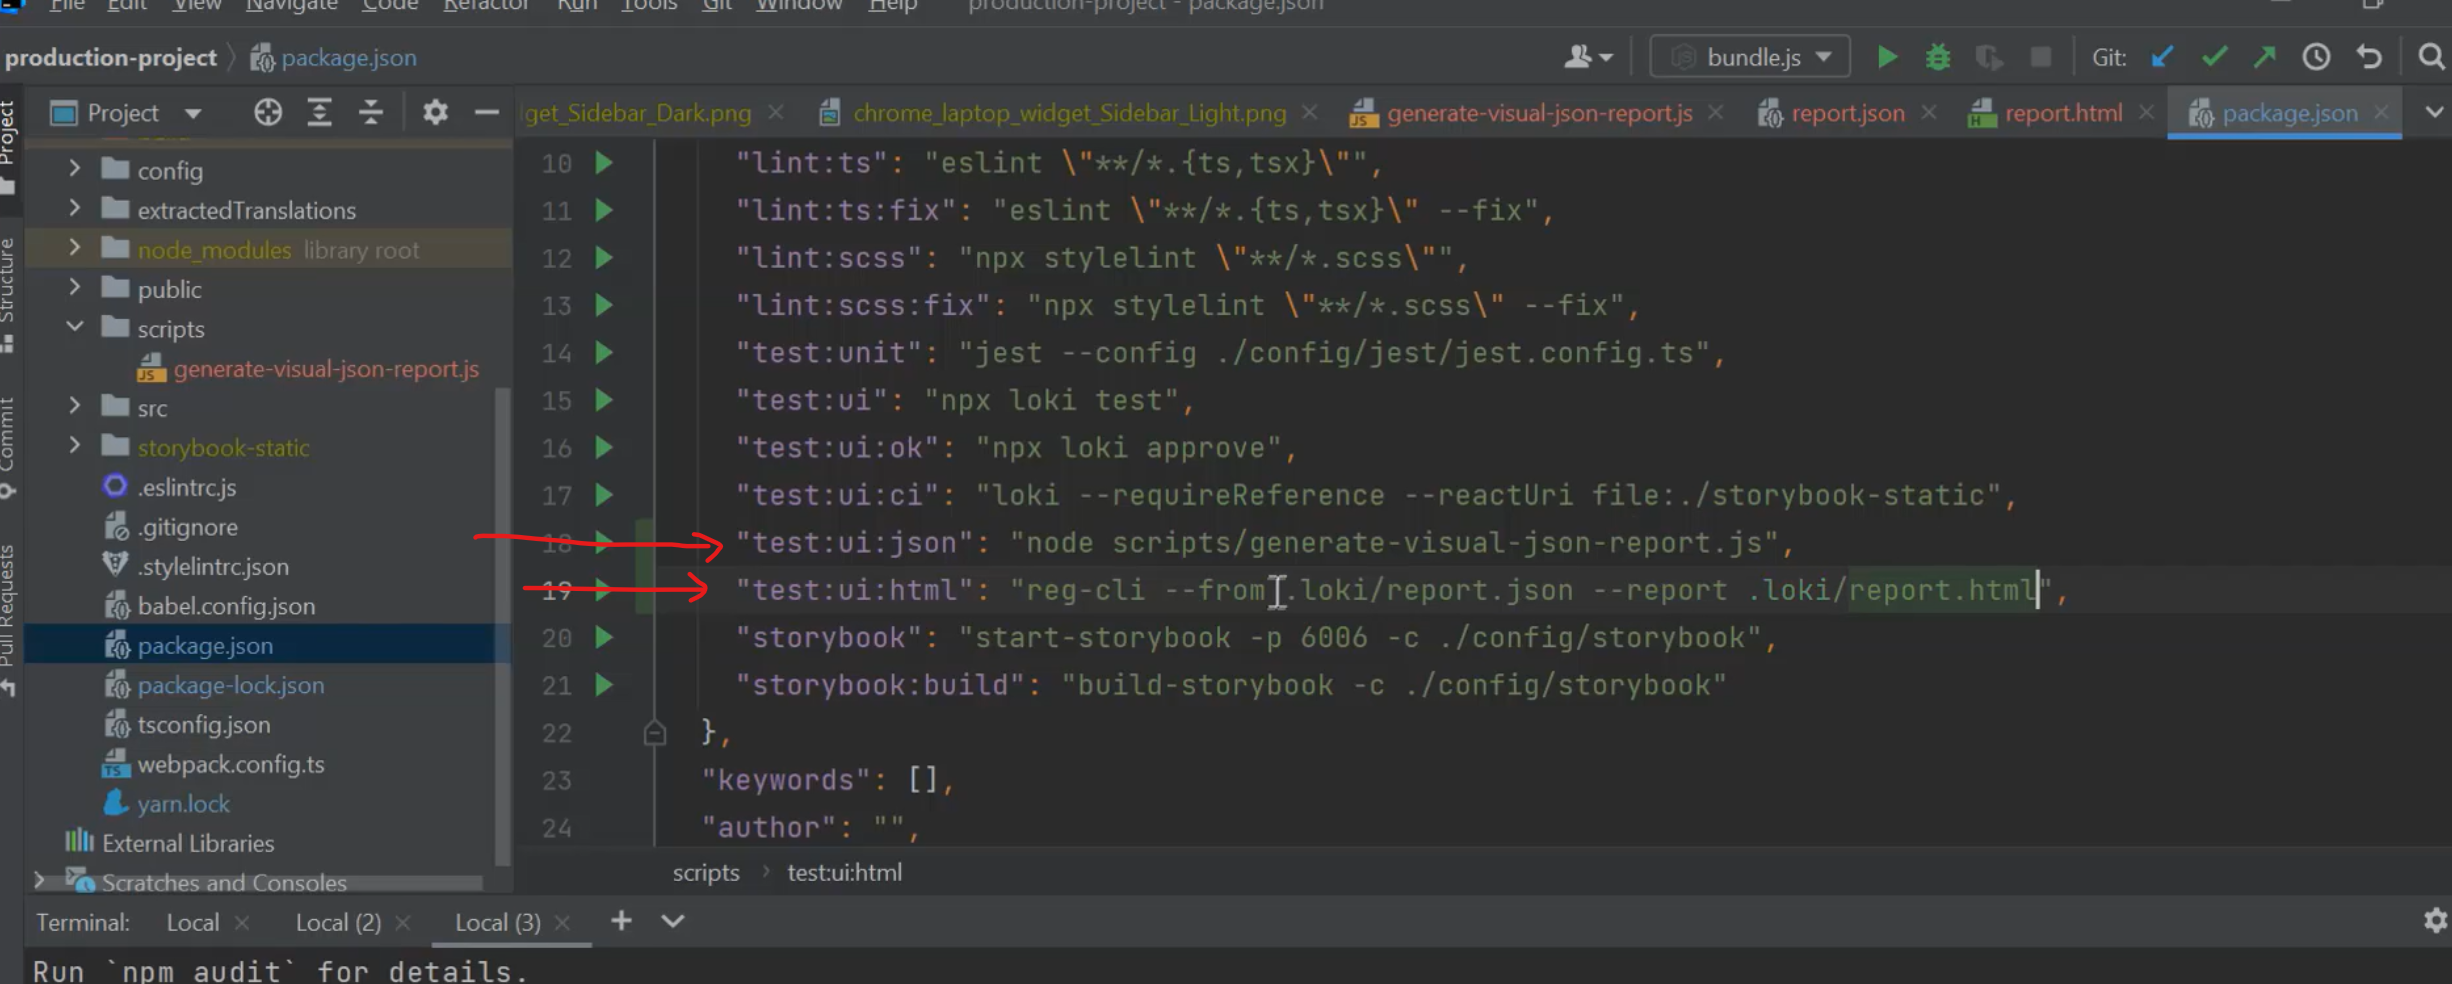 File Edit View Navigate Code Refactor Run Tools Git Window Help production-project - package.json
production-project package.json bundle.js Git:
Project get_Sidebar_Dark.png chrome_laptop_widget_Sidebar_Light.png generate-visual-json-report.js report.json report.html package.json
Project
Structure
Commit
Pull Requests
config
extractedTranslations
node_modules library root
public
scripts
generate-visual-json-report.js
src
storybook-static
.eslintrc.js
.gitignore
.stylelintrc.json
babel.config.json
package.json
package-lock.json
tsconfig.json
webpack.config.ts
yarn.lock
External Libraries
Scratches and Consoles
10 "lint:ts": "eslint \"**/*.{ts,tsx}\"",
11 "lint:ts:fix": "eslint \"**/*.{ts,tsx}\" --fix",
12 "lint:scss": "npx stylelint \"**/*.scss\"",
13 "lint:scss:fix": "npx stylelint \"**/*.scss\" --fix",
14 "test:unit": "jest --config ./config/jest/jest.config.ts",
15 "test:ui": "npx loki test",
16 "test:ui:ok": "npx loki approve",
17 "test:ui:ci": "loki --requireReference --reactUri file:./storybook-static",
18 "test:ui:json": "node scripts/generate-visual-json-report.js",
19 "test:ui:html": "reg-cli --from .loki/report.json --report .loki/report.html",
20 "storybook": "start-storybook -p 6006 -c ./config/storybook",
21 "storybook:build": "build-storybook -c ./config/storybook"
22 },
23 "keywords": [],
24 "author": "",
scripts test:ui:html
Terminal: Local Local (2) Local (3)
Run `npm audit` for details.